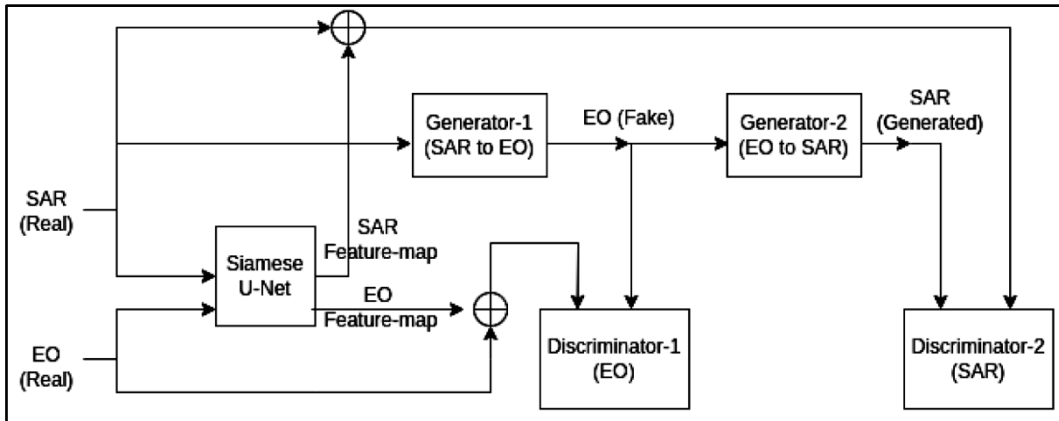 Generator-1
(SAR to EO)
EO (Fake)
Generator-2
(EO to SAR)
SAR
(Generated)
SAR
(Real)
Siamese
U-Net
SAR
Feature-map
EO
Feature-map
EO
(Real)
Discriminator-1
(EO)
Discriminator-2
(SAR)